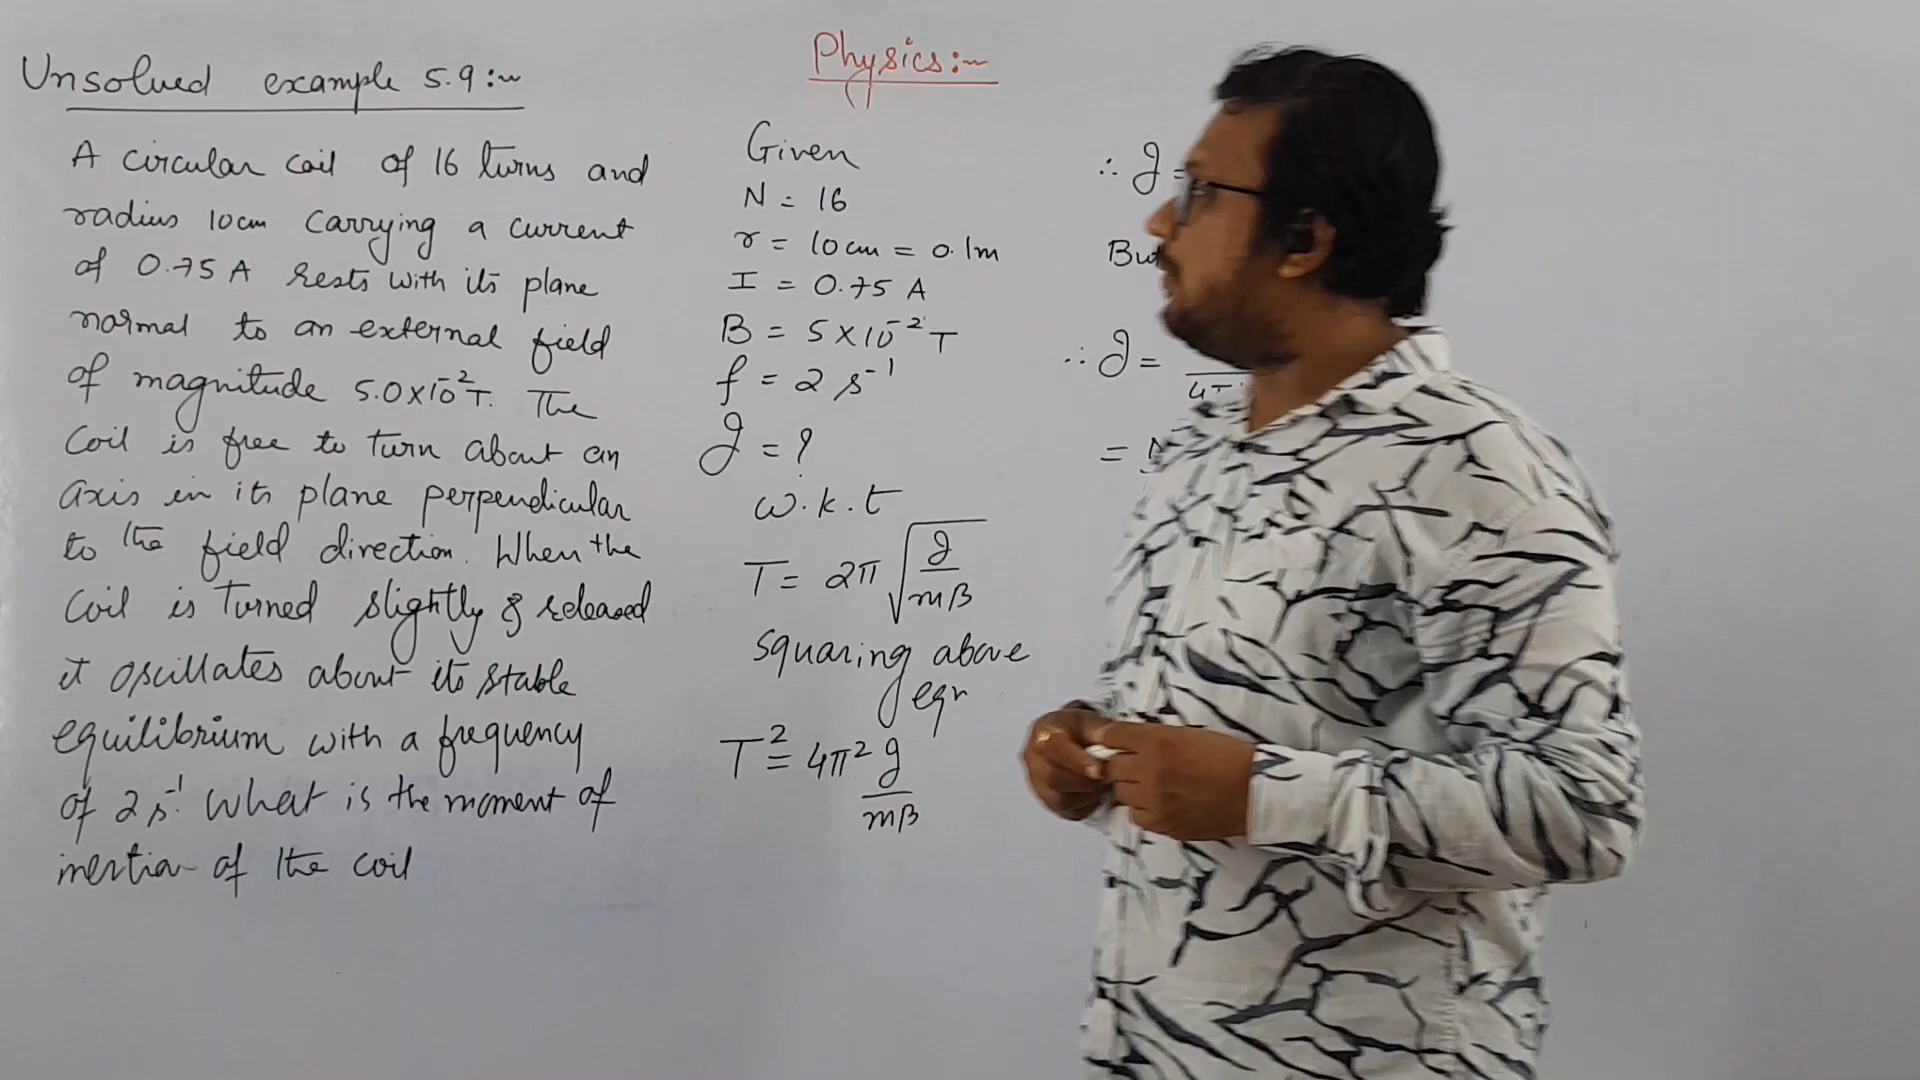 Unsolved example 5.9:~
A circular coil of 16 turns and
radius 10cm carrying a current
of 0.75 A rests with its plane
normal to an external field
of magnitude 5.0×10⁻²T. The
coil is free to turn about an
axis in its plane perpendicular
to the field direction. When the
coil is turned slightly & released
it oscillates about its stable
equilibrium with a frequency
of 2 s⁻¹. What is the moment of
inertia of the coil
Physics:~
Given
N = 16
r = 10 cm = 0.1m
I = 0.75 A
B = 5×10⁻² T
f = 2 s⁻¹
J = ?
w.k.t
T = 2π √(J/mB)
Squaring above
eqn
T² = 4π² J/mB
∴ J =
∴ J =